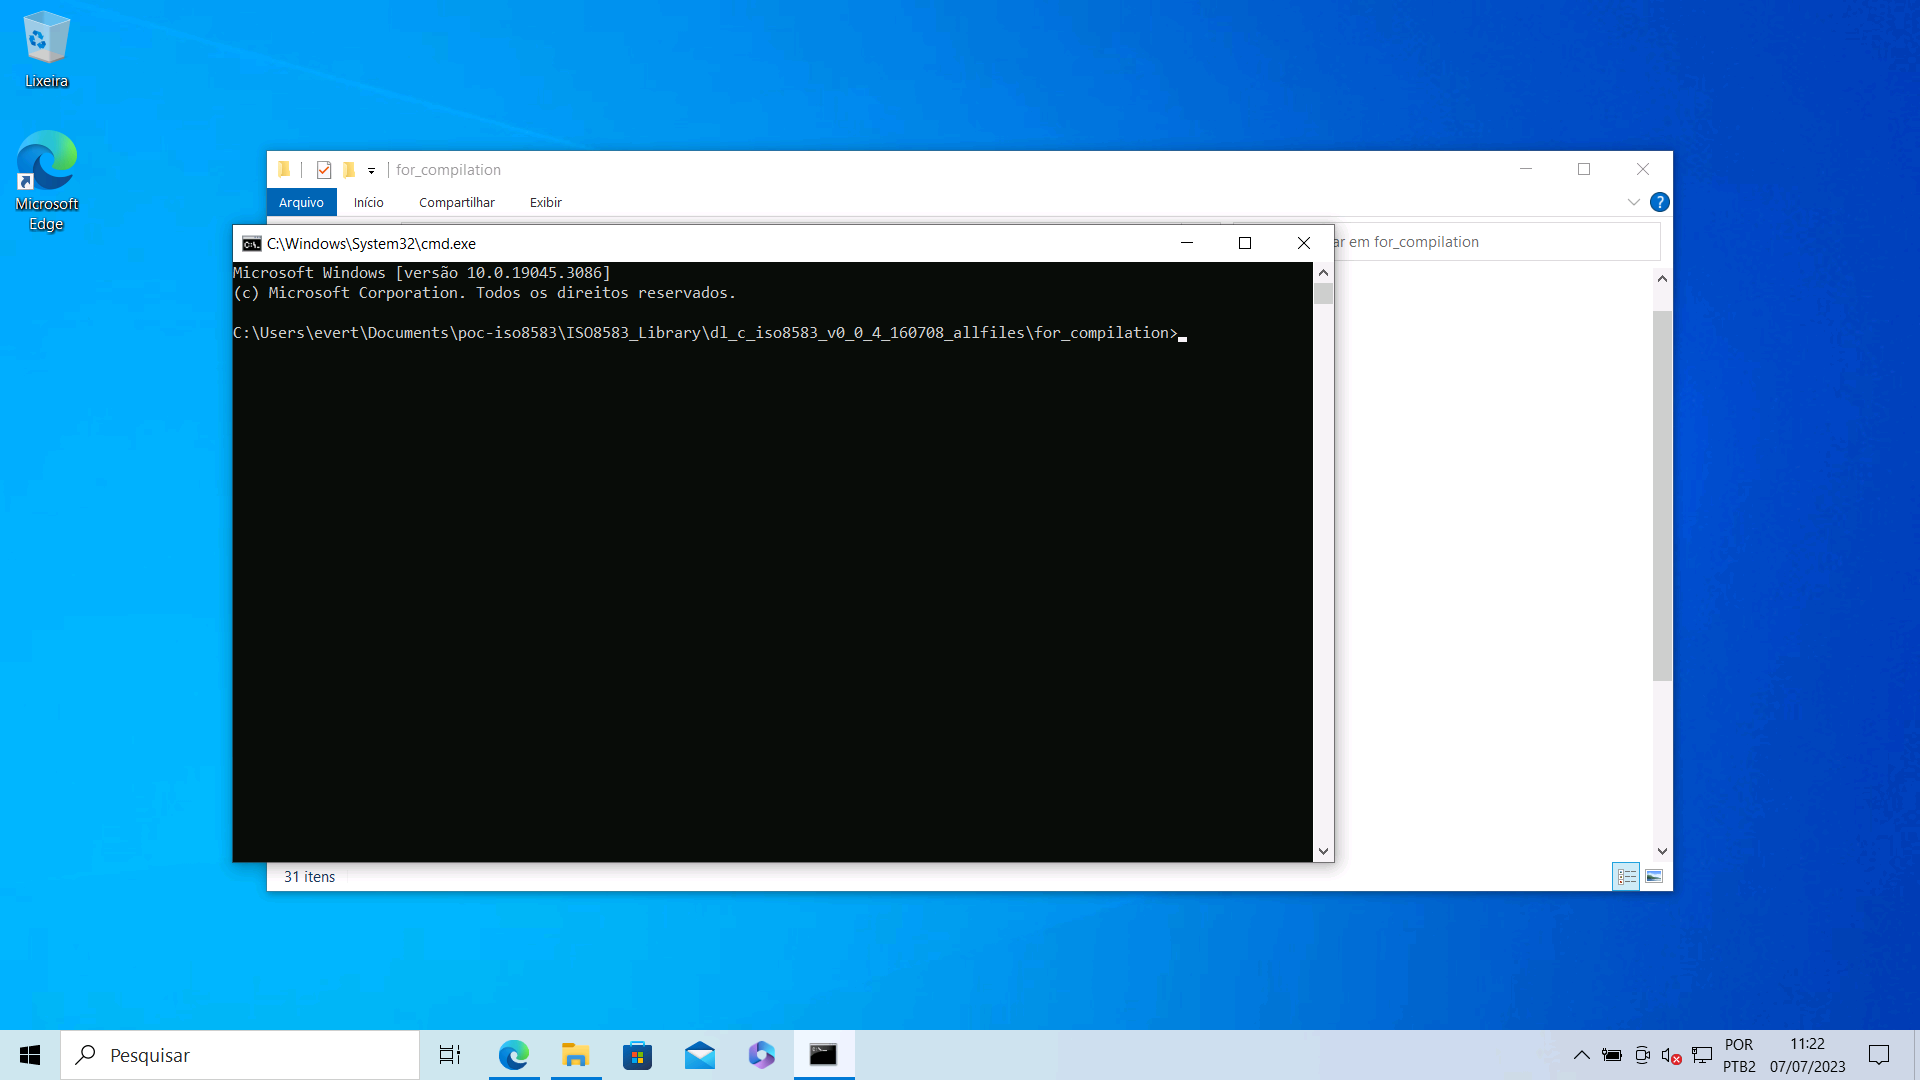 Lixeira
Microsoft
Edge
for_compilation
Arquivo
Início
Compartilhar
Exibir
?
ar em for_compilation
C:\Windows\System32\cmd.exe
Microsoft Windows [versão 10.0.19045.3086]
(c) Microsoft Corporation. Todos os direitos reservados.
C:\Users\evert\Documents\poc-iso8583\ISO8583_Library\dl_c_iso8583_v0_0_4_160708_allfiles\for_compilation>
31 itens
Pesquisar
POR
PTB2
11:22
07/07/2023